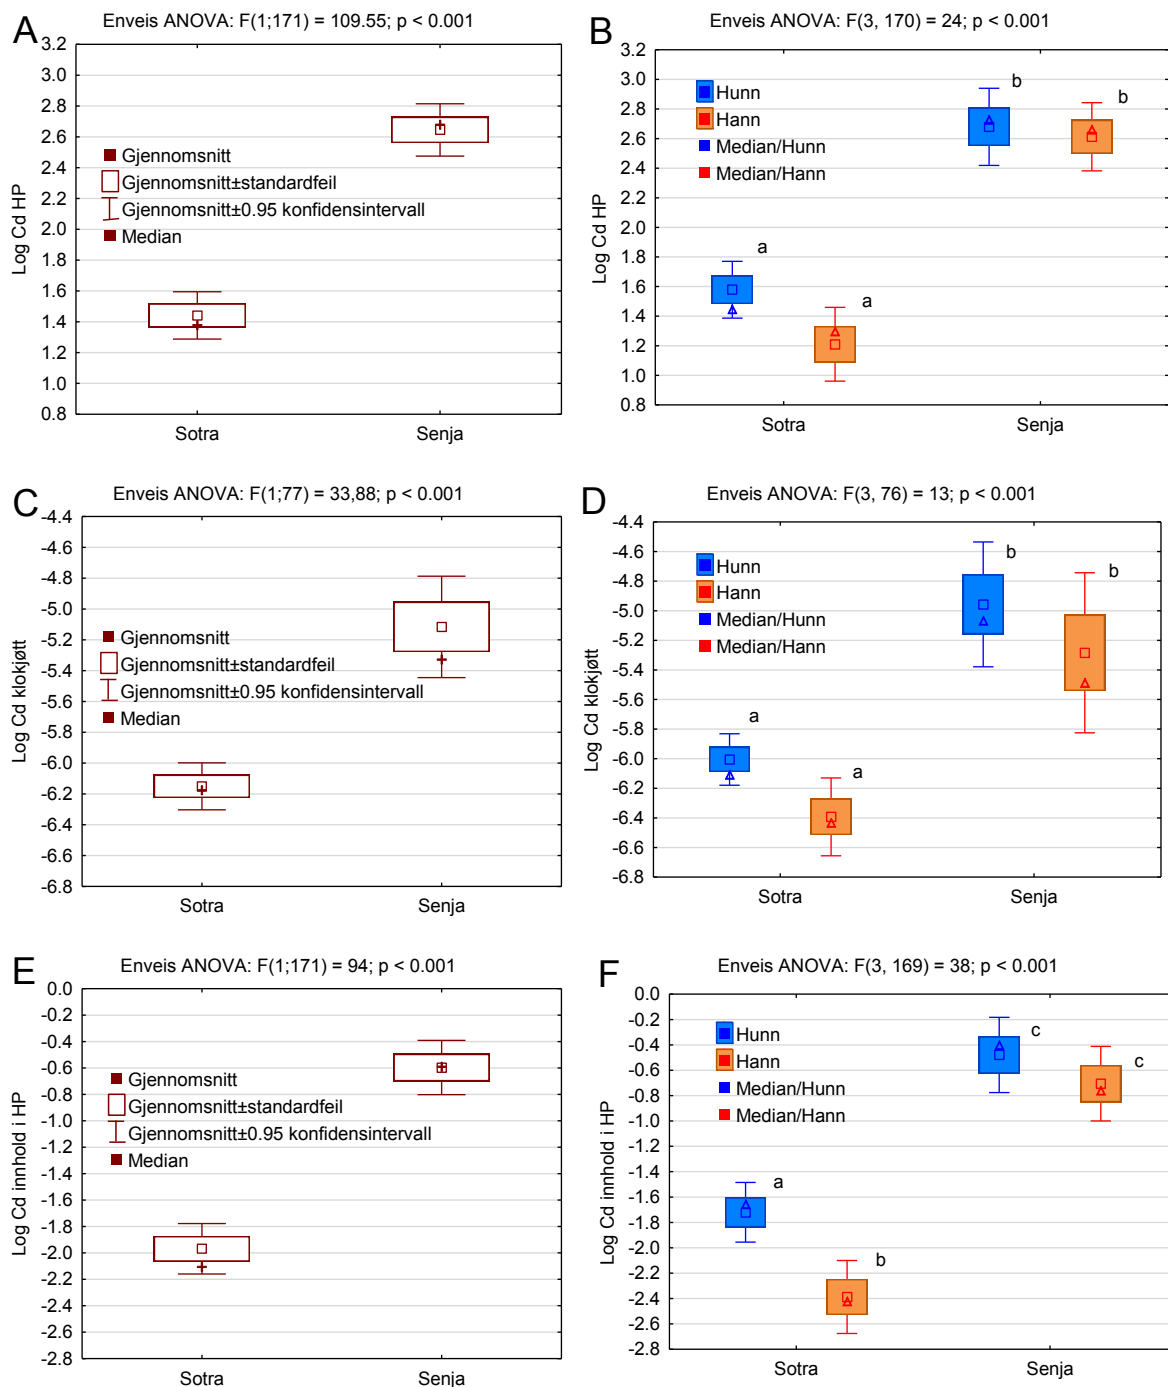 A
Enveis ANOVA: F(1;171) = 109.55; p < 0.001
3.2
3.0
2.8
2.6
2.4
2.2
2.0
1.8
1.6
1.4
1.2
1.0
0.8
Log Cd HP
Gjennomsnitt
Gjennomsnitt±standardfeil
Gjennomsnitt±0.95 konfidensintervall
Median
Sotra Senja
B
Enveis ANOVA: F(3, 170) = 24; p < 0.001
3.2
3.0
2.8
2.6
2.4
2.2
2.0
1.8
1.6
1.4
1.2
1.0
0.8
Log Cd HP
Hunn
Hann
Median/Hunn
Median/Hann
a
a
b
b
Sotra Senja
C
Enveis ANOVA: F(1;77) = 33,88; p < 0.001
-4.4
-4.6
-4.8
-5.0
-5.2
-5.4
-5.6
-5.8
-6.0
-6.2
-6.4
-6.6
-6.8
Log Cd klokjøtt
Gjennomsnitt
Gjennomsnitt±standardfeil
Gjennomsnitt±0.95 konfidensintervall
Median
Sotra Senja
D
Enveis ANOVA: F(3, 76) = 13; p < 0.001
-4.4
-4.6
-4.8
-5.0
-5.2
-5.4
-5.6
-5.8
-6.0
-6.2
-6.4
-6.6
-6.8
Log Cd klokjøtt
Hunn
Hann
Median/Hunn
Median/Hann
a
a
b
b
Sotra Senja
E
Enveis ANOVA: F(1;171) = 94; p < 0.001
0.0
-0.2
-0.4
-0.6
-0.8
-1.0
-1.2
-1.4
-1.6
-1.8
-2.0
-2.2
-2.4
-2.6
-2.8
Log Cd innhold i HP
Gjennomsnitt
Gjennomsnitt±standardfeil
Gjennomsnitt±0.95 konfidensintervall
Median
Sotra Senja
F
Enveis ANOVA: F(3, 169) = 38; p < 0.001
0.0
-0.2
-0.4
-0.6
-0.8
-1.0
-1.2
-1.4
-1.6
-1.8
-2.0
-2.2
-2.4
-2.6
-2.8
Log Cd innhold i HP
Hunn
Hann
Median/Hunn
Median/Hann
a
b
c
c
Sotra Senja